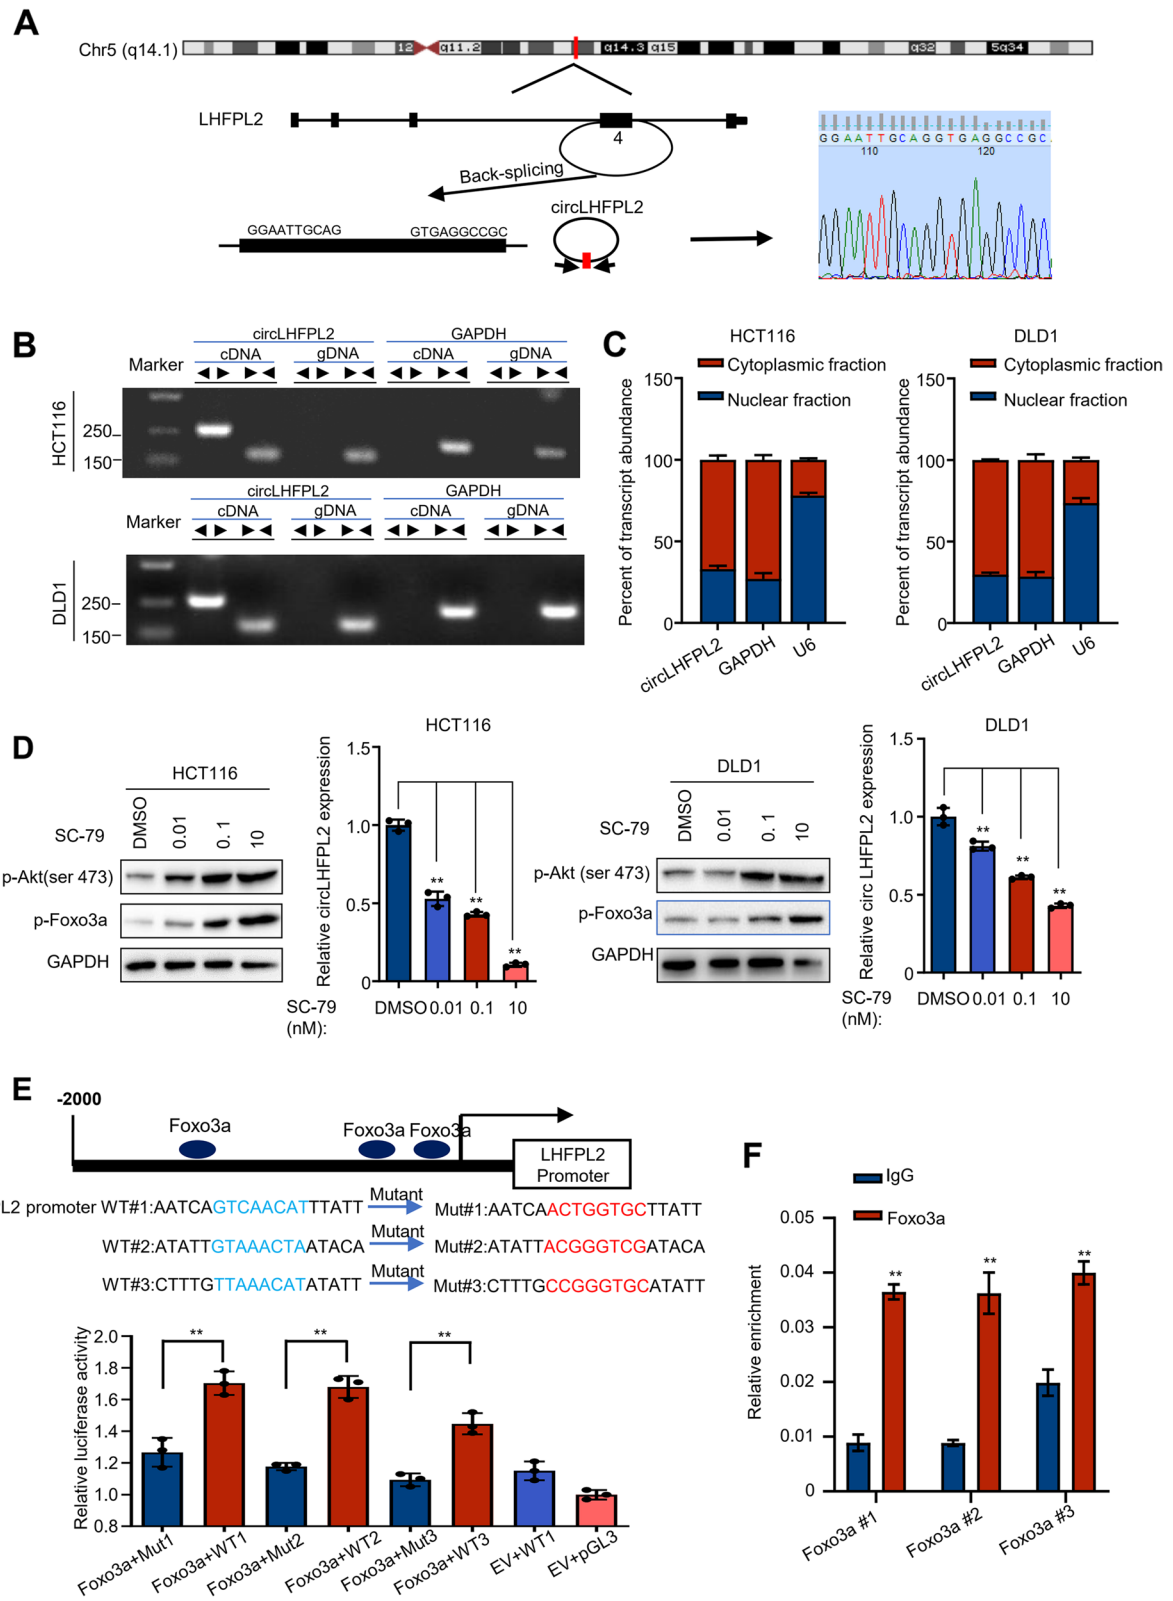 A
Chr5 (q14.1)
12 q11.2 q14.3 q15 q32 5q34
LHFPL2
4
Back-splicing
circLHFPL2
GGAATTGCAG GTGAGGCCGC
GGAATTGCAGGTGAGGCCGC
110 120
B
circLHFPL2 GAPDH
Marker cDNA gDNA cDNA gDNA
HCT116
250
150
circLHFPL2 GAPDH
Marker cDNA gDNA cDNA gDNA
DLD1
250
150
C
HCT116
Cytoplasmic fraction
Nuclear fraction
Percent of transcript abundance
150
100
50
0
circLHFPL2 GAPDH U6
DLD1
Cytoplasmic fraction
Nuclear fraction
Percent of transcript abundance
150
100
50
0
circLHFPL2 GAPDH U6
D
HCT116
SC-79 DMSO 0.01 0. 1 10
p-Akt(ser 473)
p-Foxo3a
GAPDH
HCT116
Relative circLHFPL2 expression
1.5
1.0
0.5
0
** ** **
SC-79 (nM): DMSO 0.01 0.1 10
DLD1
SC-79 DMSO 0.01 0. 1 10
p-Akt (ser 473)
p-Foxo3a
GAPDH
DLD1
Relative circ LHFPL2 expression
1.5
1.0
0.5
0
** ** **
SC-79 (nM): DMSO 0.01 0.1 10
E
-2000
Foxo3a Foxo3a Foxo3a
LHFPL2
Promoter
PL2 promoter WT#1:AATCAGTCAACATTTATT Mutant Mut#1:AATCAACTGGTGCTTATT
WT#2:ATATTGTAAACTAATACA Mutant Mut#2:ATATTACGGGTCGATACA
WT#3:CTTTGTTAAACATATATT Mutant Mut#3:CTTTGCCGGGTGCATATT
Relative luciferase activity
2.0
1.8
1.6
1.4
1.2
1.0
0.8
** ** **
Foxo3a+Mut1 Foxo3a+WT1 Foxo3a+Mut2 Foxo3a+WT2 Foxo3a+Mut3 Foxo3a+WT3 EV+WT1 EV+pGL3
F
IgG
Foxo3a
Relative enrichment
0.05
0.04
0.03
0.02
0.01
0
** ** **
Foxo3a #1 Foxo3a #2 Foxo3a #3